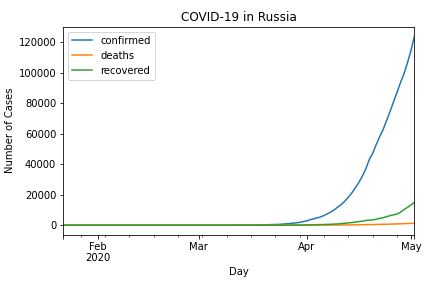 COVID-19 in Russia
confirmed
deaths
recovered
Number of Cases
120000
100000
80000
60000
40000
20000
0
Feb
2020
Mar
Apr
May
Day